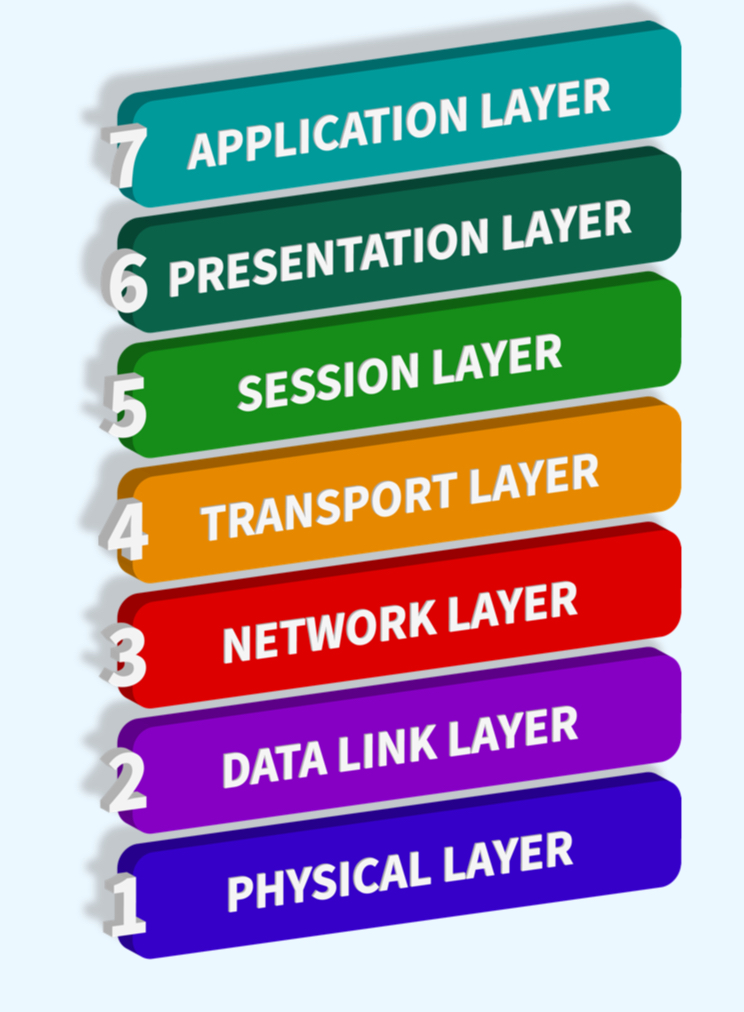 7 APPLICATION LAYER
6 PRESENTATION LAYER
5 SESSION LAYER
4 TRANSPORT LAYER
3 NETWORK LAYER
2 DATA LINK LAYER
1 PHYSICAL LAYER